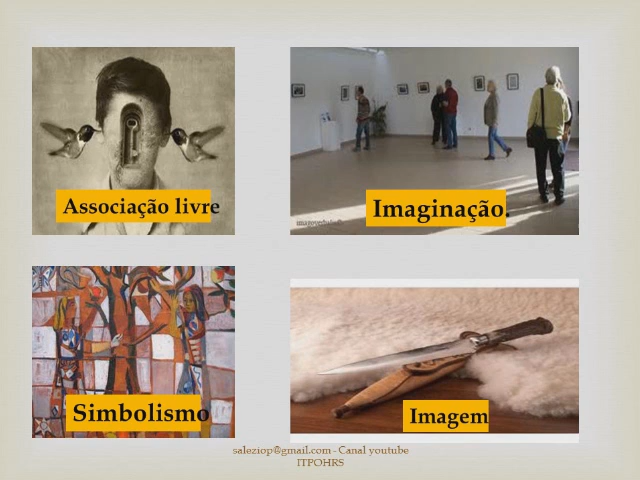 Associação livre
Imaginação.
Simbolismo
Imagem
saleziop@gmail.com - Canal youtube
ITPOHRS